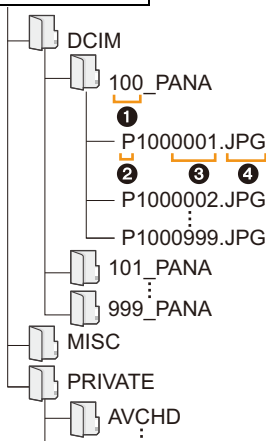 DCIM
100_PANA
❶
P1000001.JPG
❷ ❸ ❹
P1000002.JPG
P1000999.JPG
101_PANA
999_PANA
MISC
PRIVATE
AVCHD